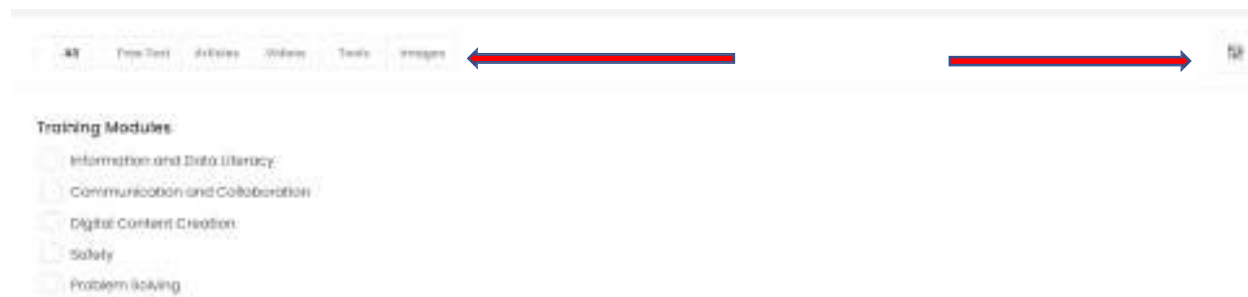 All Free Text Articles Videos Tools Images
Training Modules
Information and Data Literacy
Communication and Collaboration
Digital Content Creation
Safety
Problem Solving